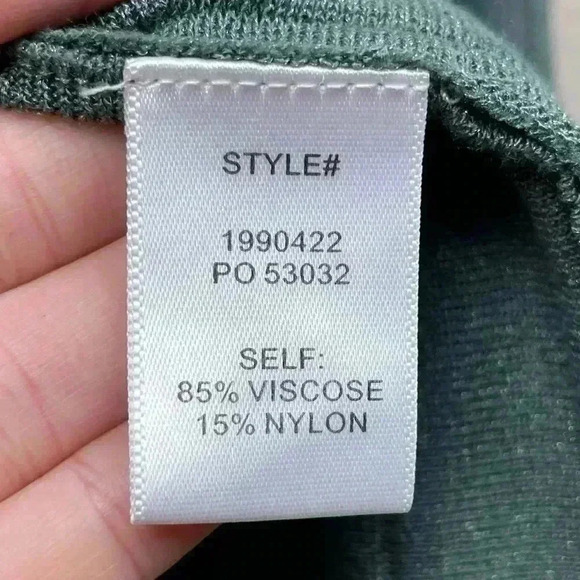 STYLE#
1990422
PO 53032
SELF:
85% VISCOSE
15% NYLON